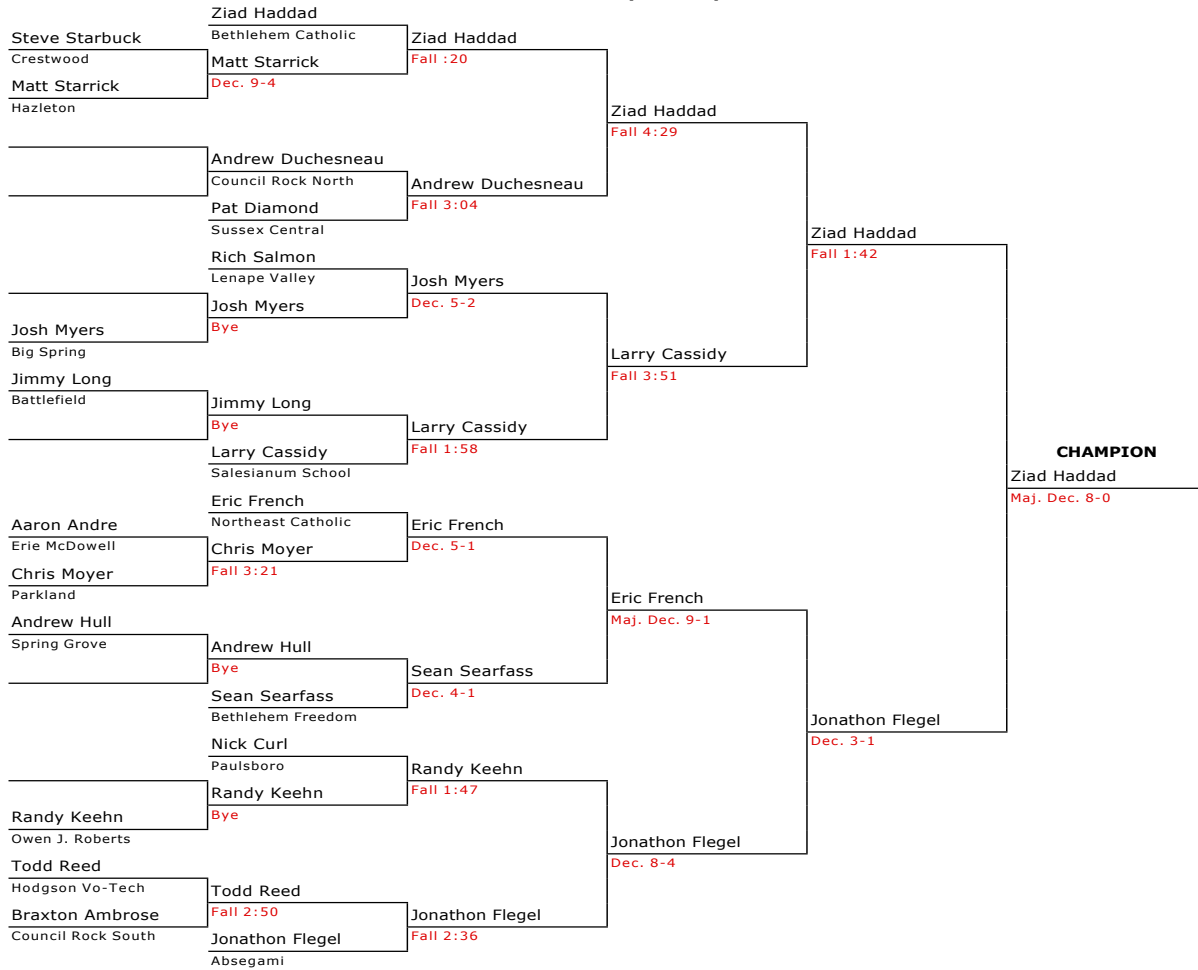 Ziad Haddad
Steve Starbuck
Bethlehem Catholic
Ziad Haddad
Crestwood
Matt Starrick
Fall :20
Matt Starrick
Dec. 9-4
Hazleton
Ziad Haddad
Fall 4:29
Andrew Duchesneau
Council Rock North
Andrew Duchesneau
Pat Diamond
Fall 3:04
Sussex Central
Ziad Haddad
Fall 1:42
Rich Salmon
Lenape Valley
Josh Myers
Josh Myers
Dec. 5-2
Josh Myers
Bye
Big Spring
Larry Cassidy
Fall 3:51
Jimmy Long
Battlefield
Jimmy Long
Bye
Larry Cassidy
Larry Cassidy
Fall 1:58
Salesianum School
CHAMPION
Ziad Haddad
Maj. Dec. 8-0
Eric French
Aaron Andre
Northeast Catholic
Eric French
Erie McDowell
Chris Moyer
Dec. 5-1
Chris Moyer
Fall 3:21
Parkland
Eric French
Maj. Dec. 9-1
Andrew Hull
Spring Grove
Andrew Hull
Bye
Sean Searfass
Sean Searfass
Dec. 4-1
Bethlehem Freedom
Jonathon Flegel
Dec. 3-1
Nick Curl
Paulsboro
Randy Keehn
Randy Keehn
Fall 1:47
Randy Keehn
Bye
Owen J. Roberts
Jonathon Flegel
Dec. 8-4
Todd Reed
Hodgson Vo-Tech
Todd Reed
Braxton Ambrose
Fall 2:50
Jonathon Flegel
Council Rock South
Jonathon Flegel
Fall 2:36
Absegami